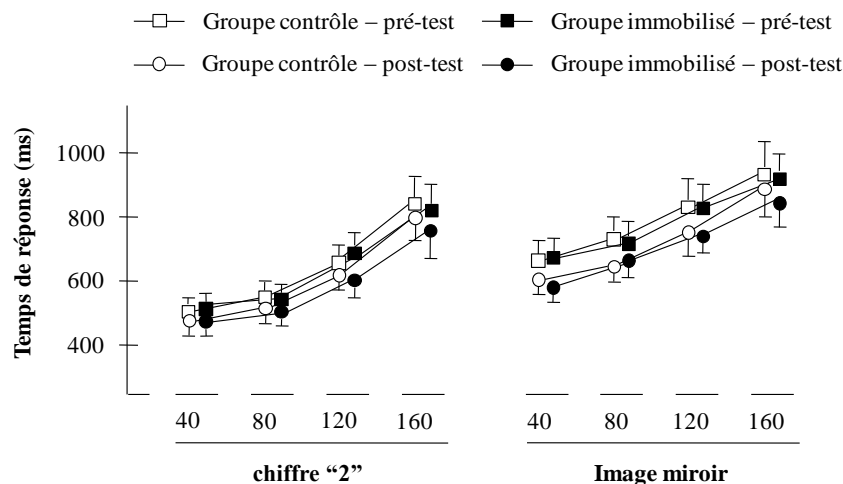 Groupe contrôle – pré-test Groupe immobilisé – pré-test
Groupe contrôle – post-test Groupe immobilisé – post-test
Temps de réponse (ms)
1000
800
600
400
40 80 120 160 40 80 120 160
chiffre “2” Image miroir